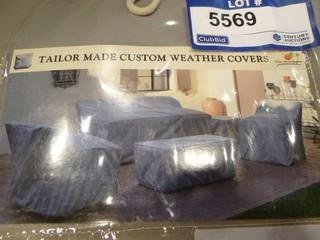 LOT #
5569
ClubBid
CENTURY AUCTIONS
TAILOR MADE CUSTOM WEATHER COVERS